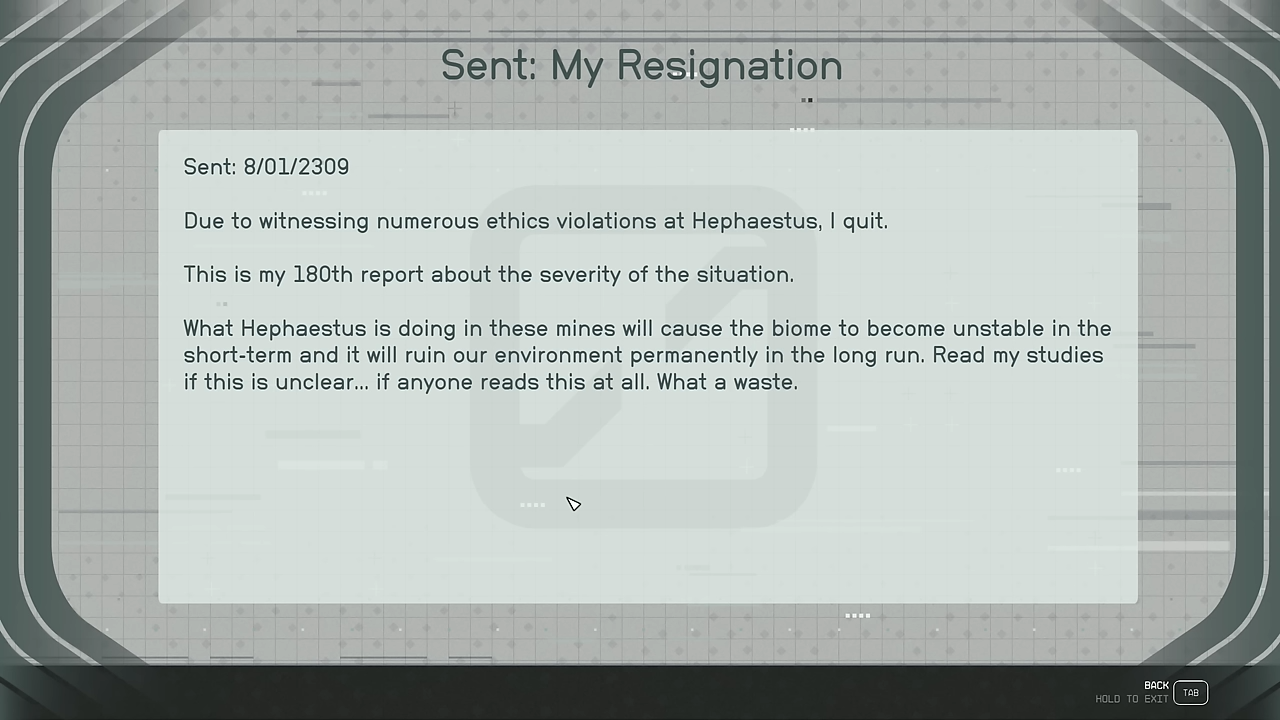 Sent: My Resignation
Sent: 8/01/2309
Due to witnessing numerous ethics violations at Hephaestus, I quit.
This is my 180th report about the severity of the situation.
What Hephaestus is doing in these mines will cause the biome to become unstable in the
short-term and it will ruin our environment permanently in the long run. Read my studies
if this is unclear... if anyone reads this at all. What a waste.
BACK
HOLD TO EXIT
TAB